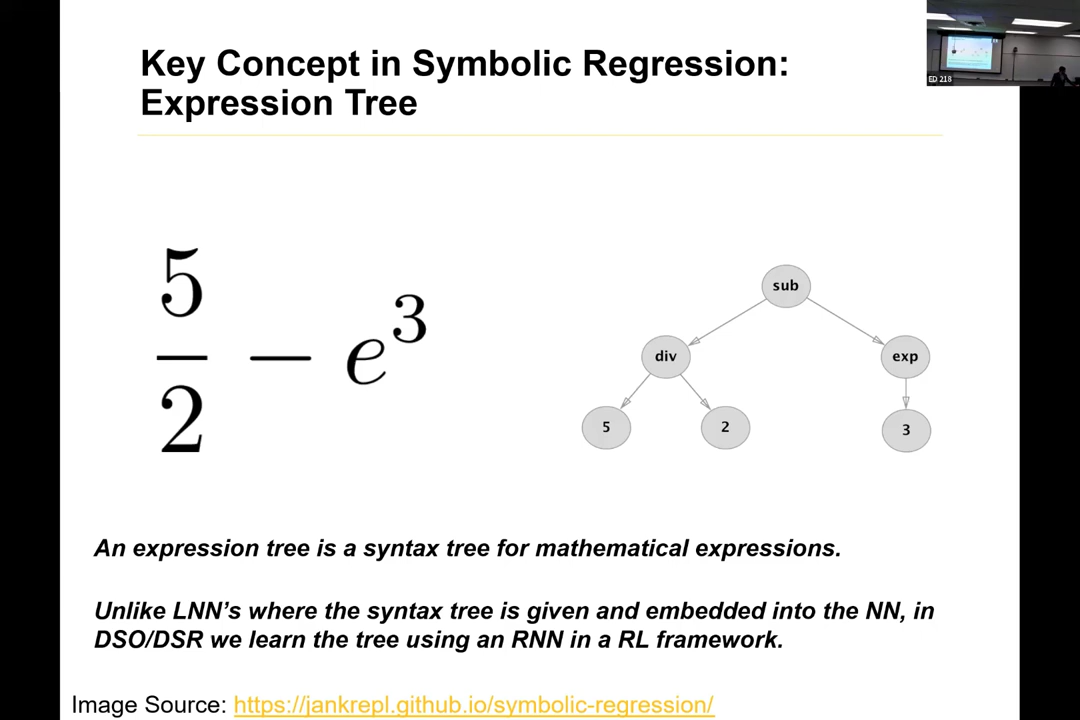 Key Concept in Symbolic Regression:
Expression Tree
ED 218
5
2
− e³
sub
div
exp
5
2
3
An expression tree is a syntax tree for mathematical expressions.
Unlike LNN's where the syntax tree is given and embedded into the NN, in
DSO/DSR we learn the tree using an RNN in a RL framework.
Image Source: https://jankrepl.github.io/symbolic-regression/